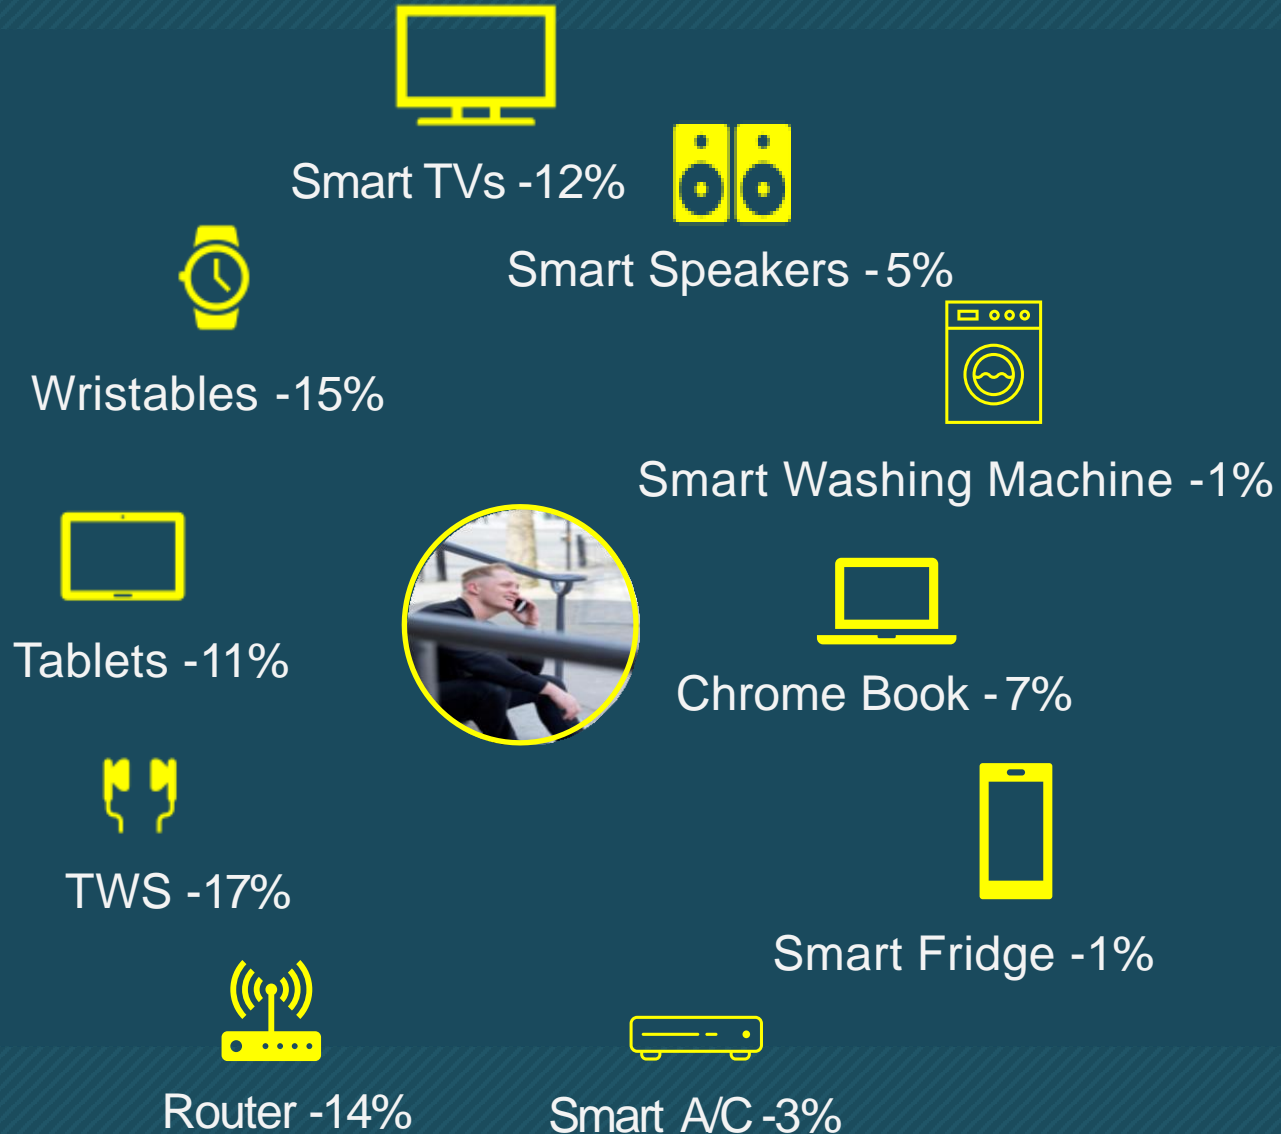 Smart TVs -12%
Smart Speakers -5%
Wristables -15%
Smart Washing Machine -1%
Tablets -11%
Chrome Book -7%
TWS -17%
Smart Fridge -1%
Router -14%
Smart A/C -3%